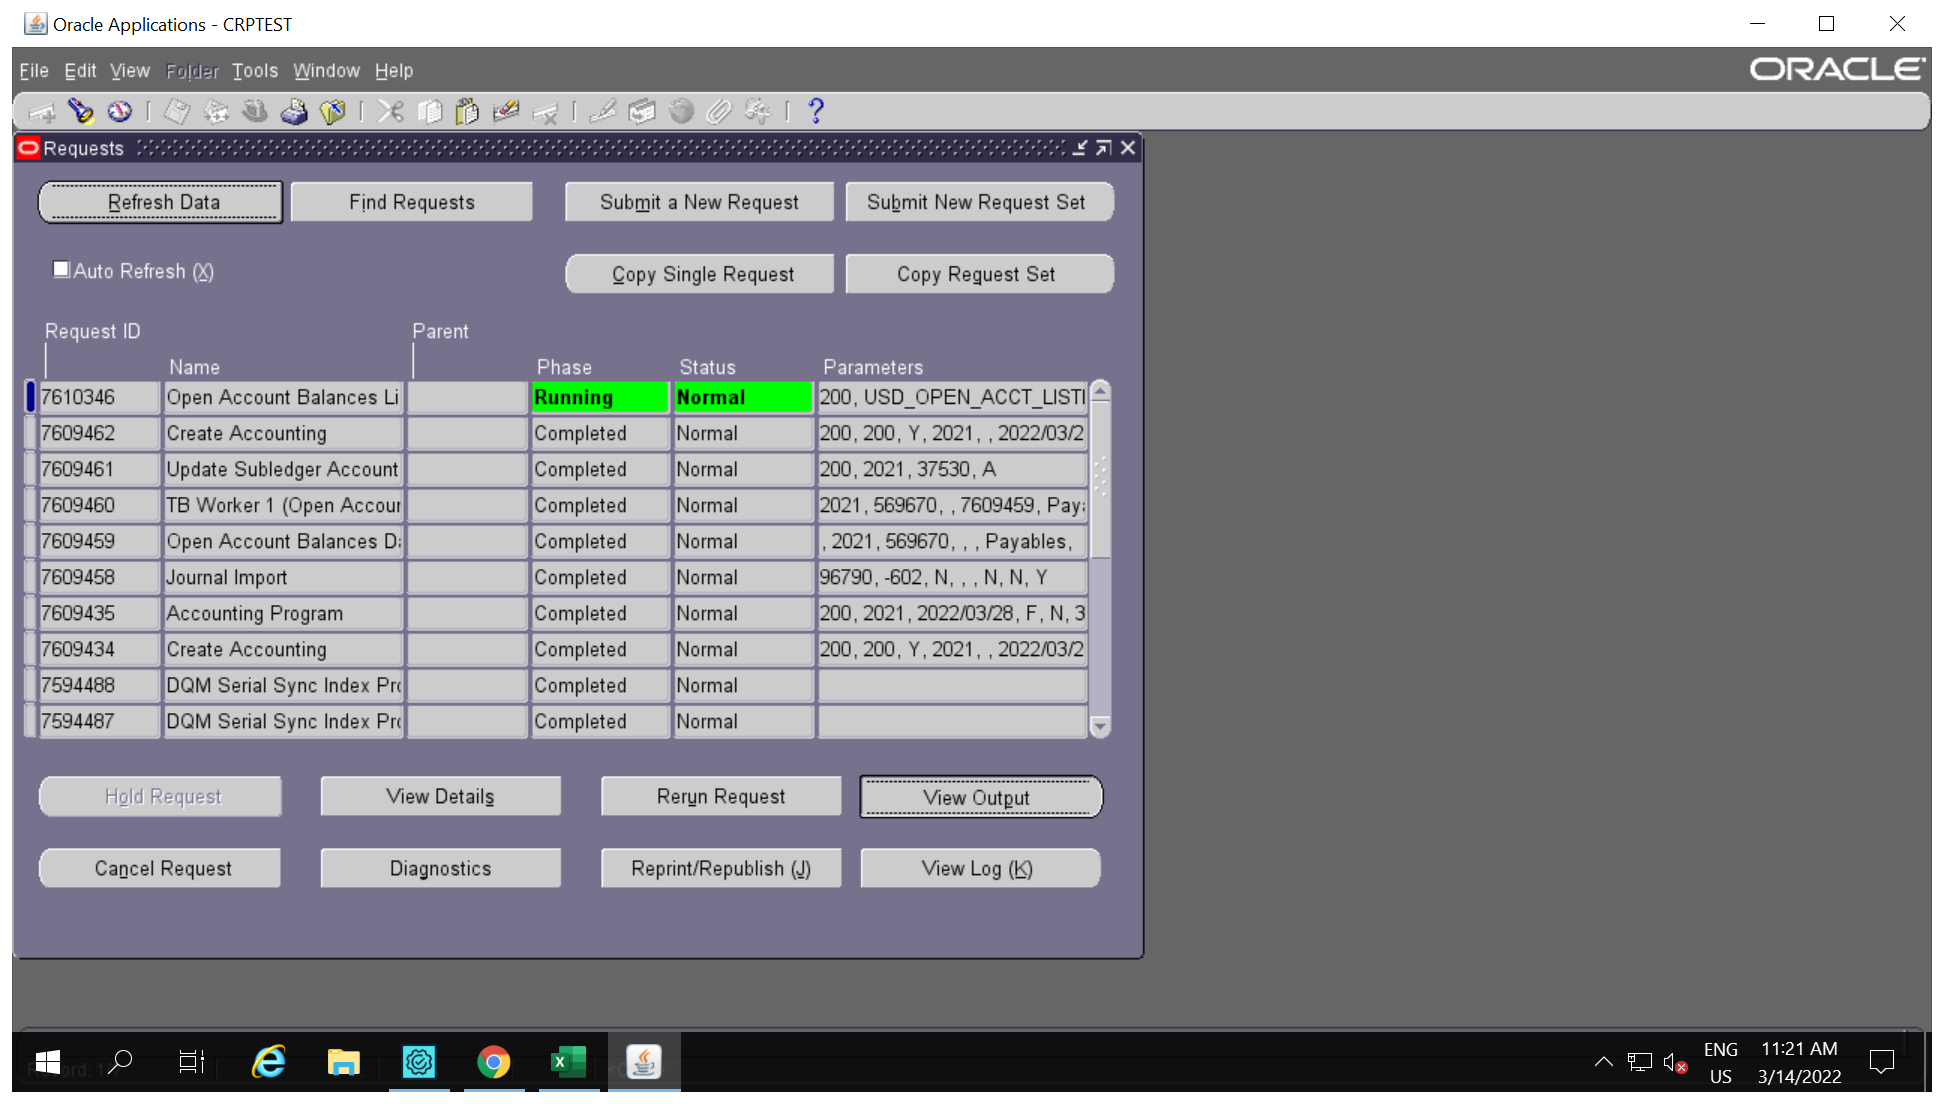 Oracle Applications - CRPTEST
File Edit View Folder Tools Window Help
ORACLE
Requests
Refresh Data Find Requests Submit a New Request Submit New Request Set
Auto Refresh (X) Copy Single Request Copy Request Set
Request ID Parent
Name Phase Status Parameters
7610346 Open Account Balances Li Running Normal 200, USD_OPEN_ACCT_LISTI
7609462 Create Accounting Completed Normal 200, 200, Y, 2021, , 2022/03/2
7609461 Update Subledger Account Completed Normal 200, 2021, 37530, A
7609460 TB Worker 1 (Open Accour Completed Normal 2021, 569670, , 7609459, Pay
7609459 Open Account Balances Da Completed Normal , 2021, 569670, , , Payables,
7609458 Journal Import Completed Normal 96790, -602, N, , , N, N, Y
7609435 Accounting Program Completed Normal 200, 2021, 2022/03/28, F, N, 3
7609434 Create Accounting Completed Normal 200, 200, Y, 2021, , 2022/03/2
7594488 DQM Serial Sync Index Pro Completed Normal
7594487 DQM Serial Sync Index Pro Completed Normal
Hold Request View Details Rerun Request View Output
Cancel Request Diagnostics Reprint/Republish (J) View Log (K)
ENG 11:21 AM
US 3/14/2022